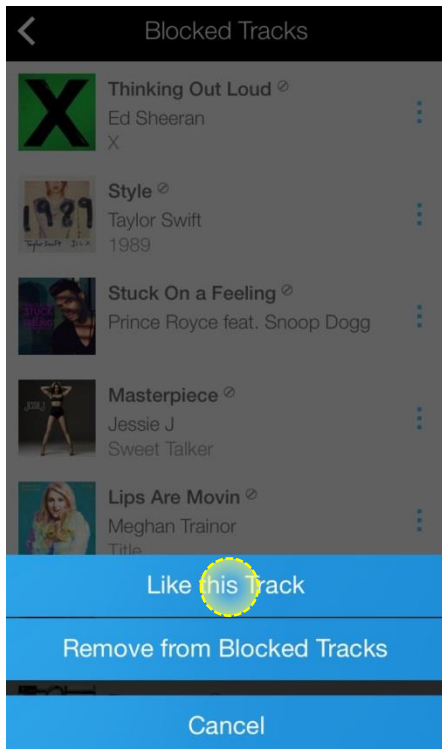 Blocked Tracks
Thinking Out Loud
Ed Sheeran
X
Style
Taylor Swift
1989
Stuck On a Feeling
Prince Royce feat. Snoop Dogg
Masterpiece
Jessie J
Sweet Talker
Lips Are Movin
Meghan Trainor
Title
Like this Track
Remove from Blocked Tracks
Cancel